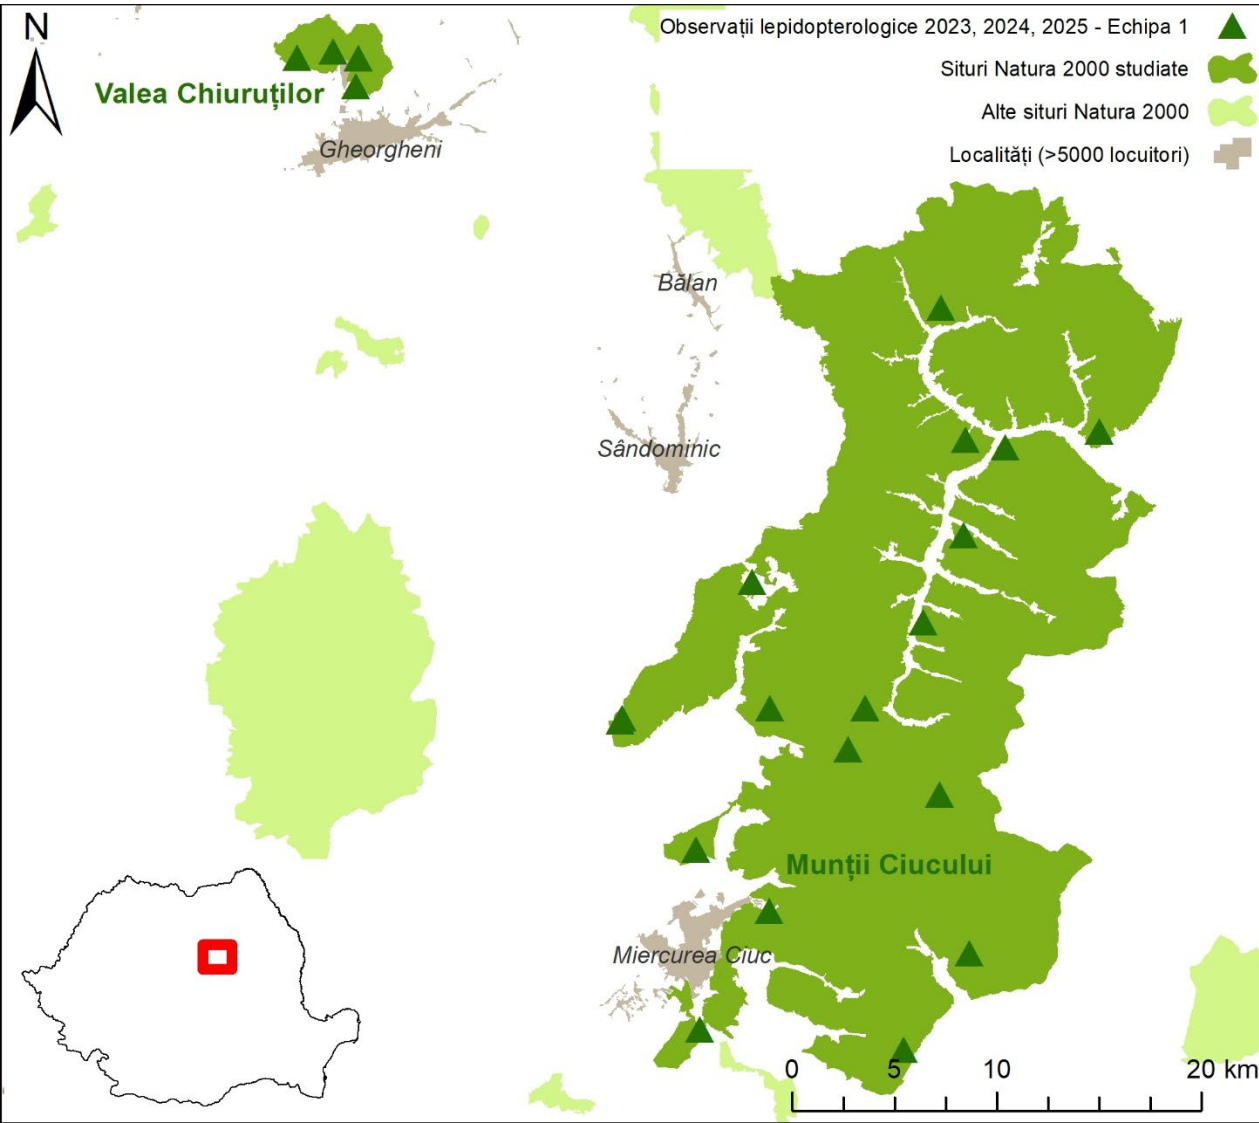 N
Observații lepidopterologice 2023, 2024, 2025 - Echipa 1
Situri Natura 2000 studiate
Alte situri Natura 2000
Localități (>5000 locuitori)
Valea Chiuruților
Gheorgheni
Bălan
Sândominic
Munții Ciucului
Miercurea Ciuc
0 5 10 20 km